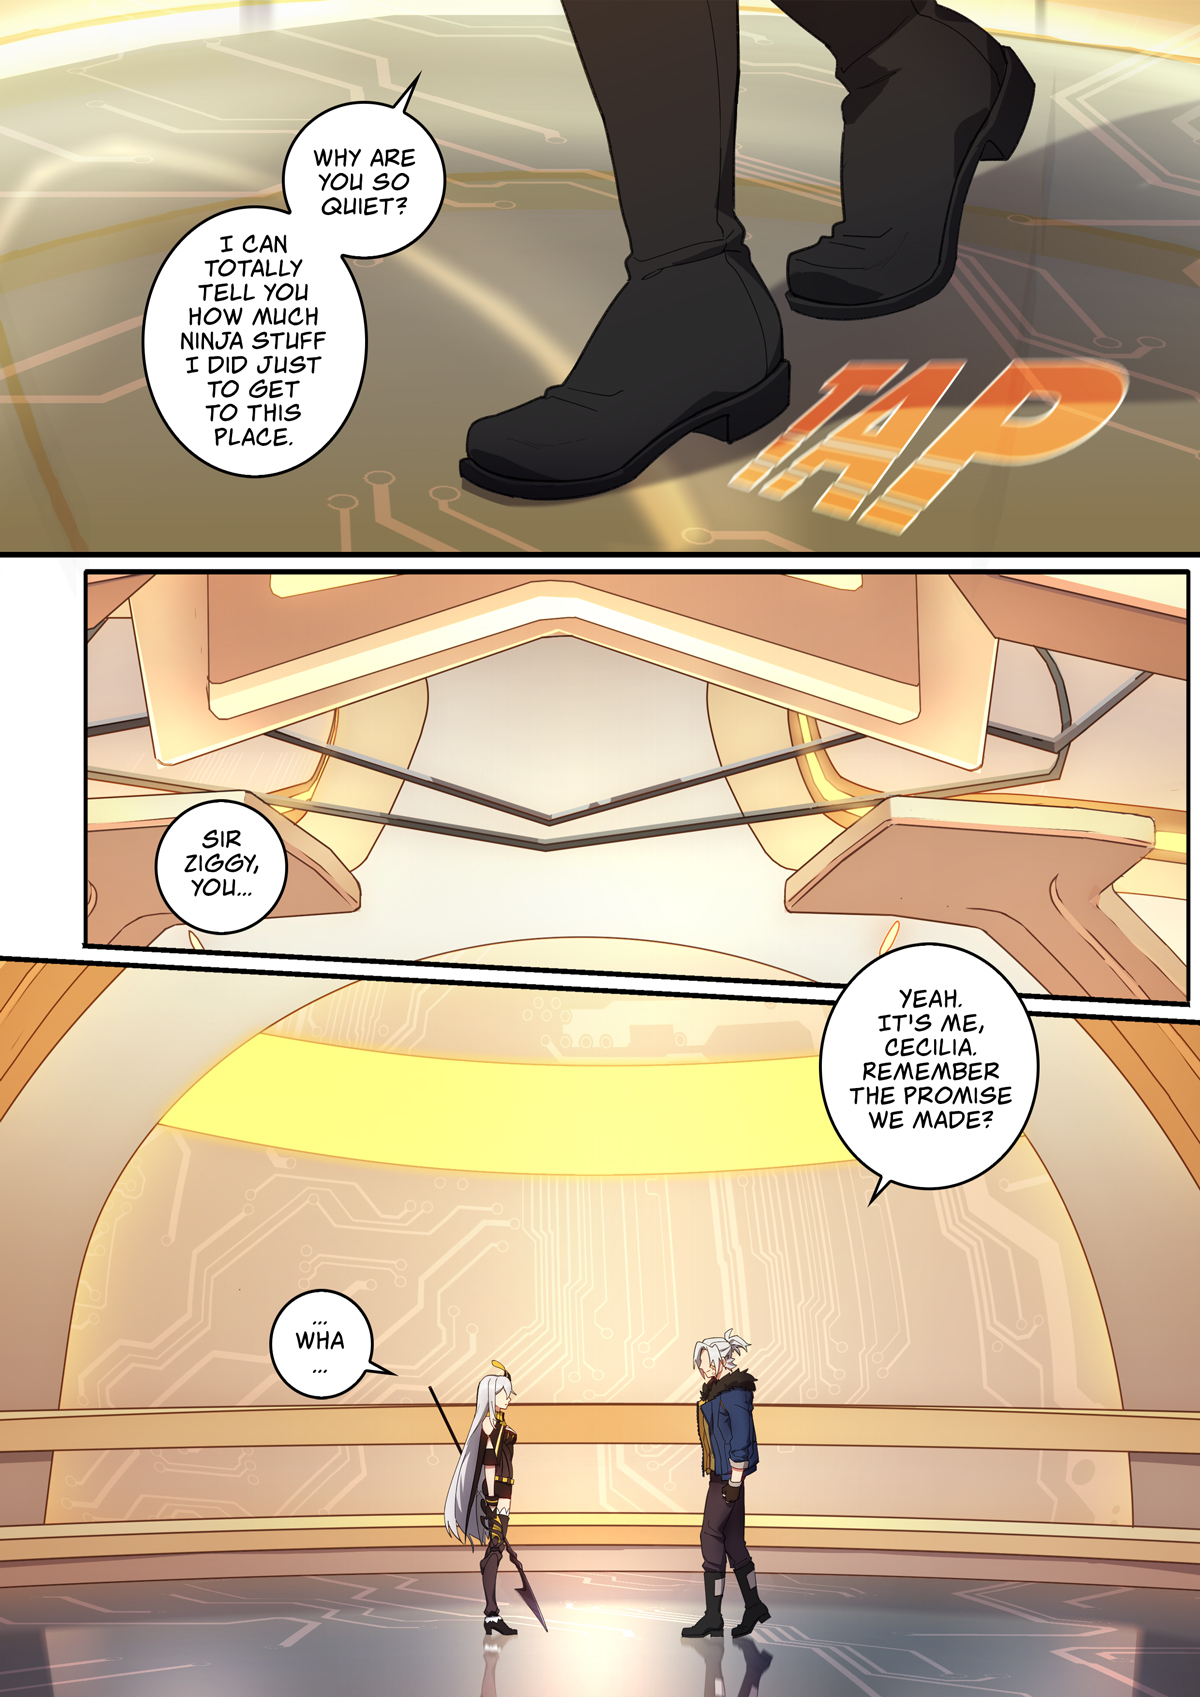 WHY ARE
YOU SO
QUIET?
I CAN
TOTALLY
TELL YOU
HOW MUCH
NINJA STUFF
I DID JUST
TO GET
TO THIS
PLACE.
TAP
SIR
ZIGGY,
YOU...
YEAH.
IT'S ME,
CECILIA.
REMEMBER
THE PROMISE
WE MADE?
...
WHA
...